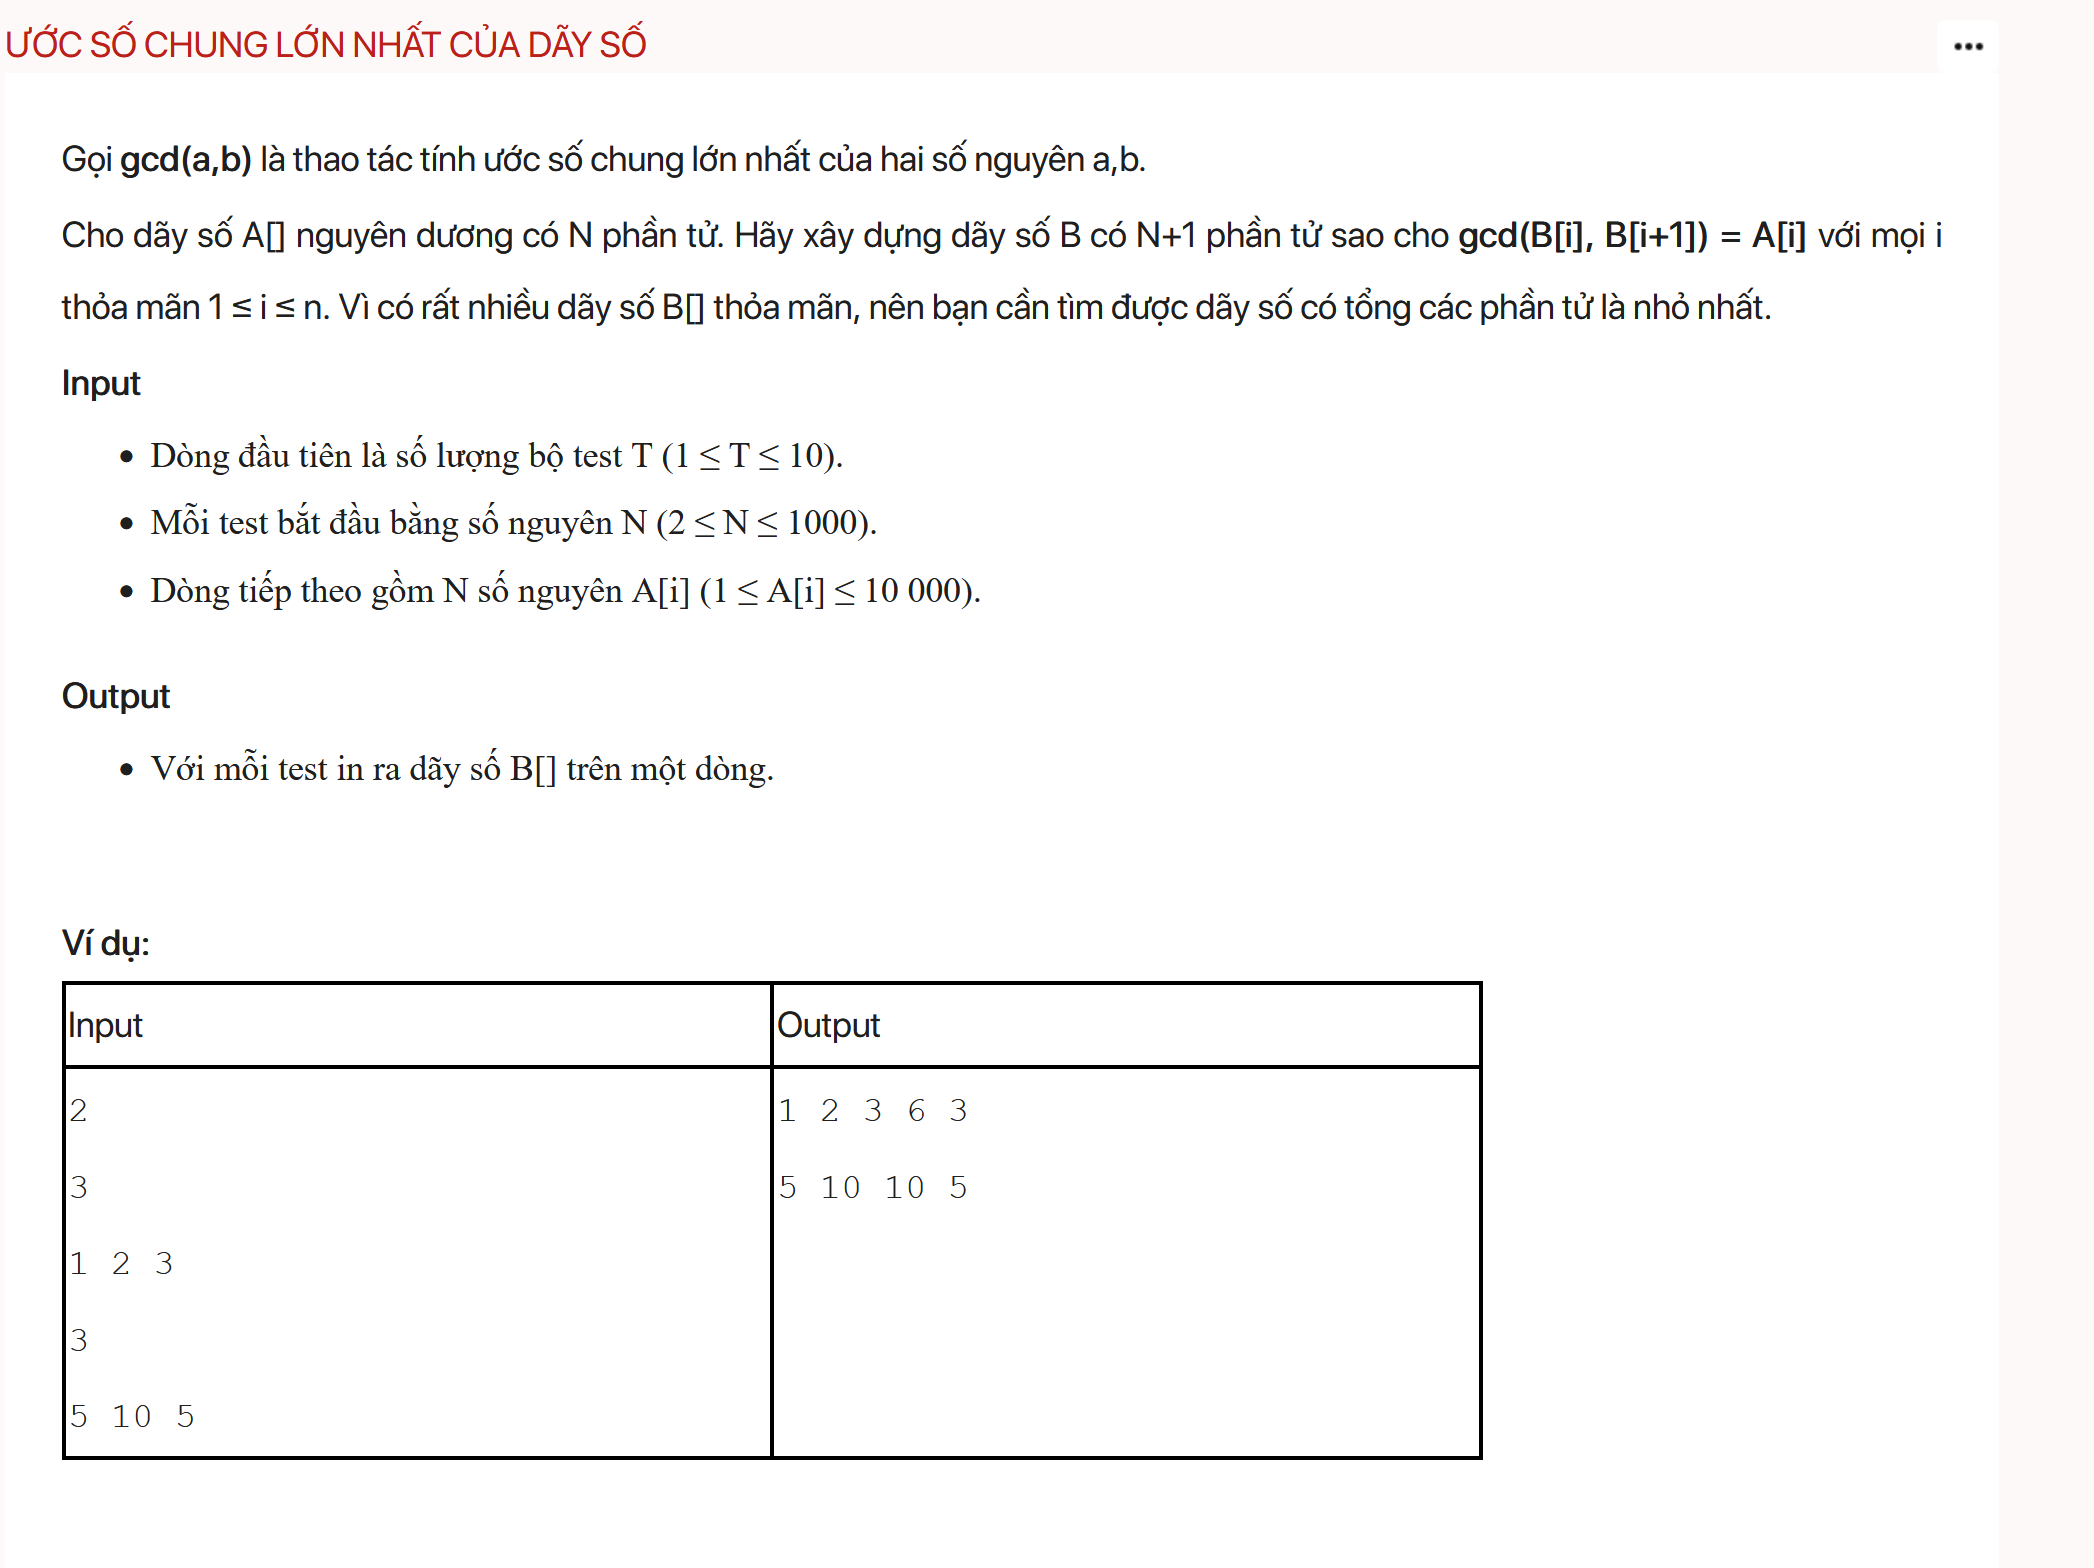 ƯỚC SỐ CHUNG LỚN NHẤT CỦA DÃY SỐ
Gọi gcd(a,b) là thao tác tính ước số chung lớn nhất của hai số nguyên a,b.
Cho dãy số A[] nguyên dương có N phần tử. Hãy xây dựng dãy số B có N+1 phần tử sao cho gcd(B[i], B[i+1]) = A[i] với mọi i
thỏa mãn 1 ≤ i ≤ n. Vì có rất nhiều dãy số B[] thỏa mãn, nên bạn cần tìm được dãy số có tổng các phần tử là nhỏ nhất.
Input
• Dòng đầu tiên là số lượng bộ test T (1 ≤ T ≤ 10).
• Mỗi test bắt đầu bằng số nguyên N (2 ≤ N ≤ 1000).
• Dòng tiếp theo gồm N số nguyên A[i] (1 ≤ A[i] ≤ 10 000).
Output
• Với mỗi test in ra dãy số B[] trên một dòng.
Ví dụ:
Input
Output
2
3
1 2 3
3
5 10 5
1 2 3 6 3
5 10 10 5